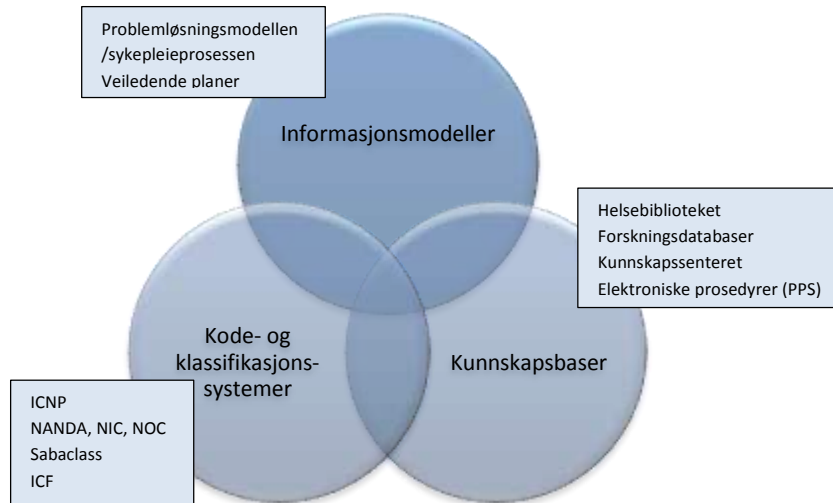 Problemløsningsmodellen
/sykepleieprosessen
Veiledende planer
Informasjonsmodeller
Helsebiblioteket
Forskningsdatabaser
Kunnskapssenteret
Elektroniske prosedyrer (PPS)
Kode- og
klassifikasjons-
systemer
Kunnskapsbaser
ICNP
NANDA, NIC, NOC
Sabaclass
ICF